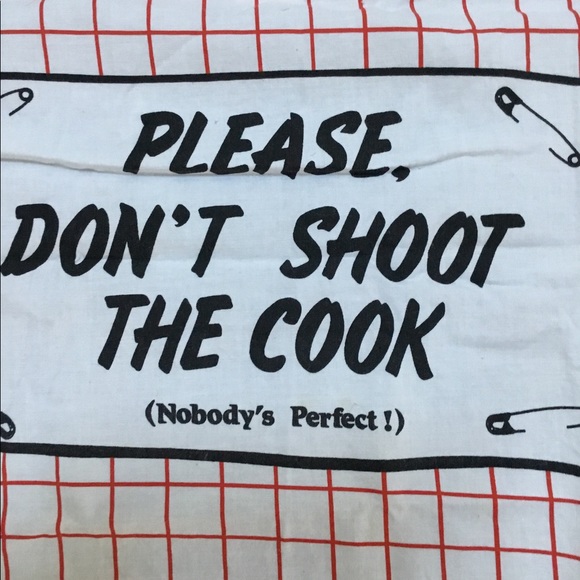 PLEASE,
DON'T SHOOT
THE COOK
(Nobody's Perfect!)